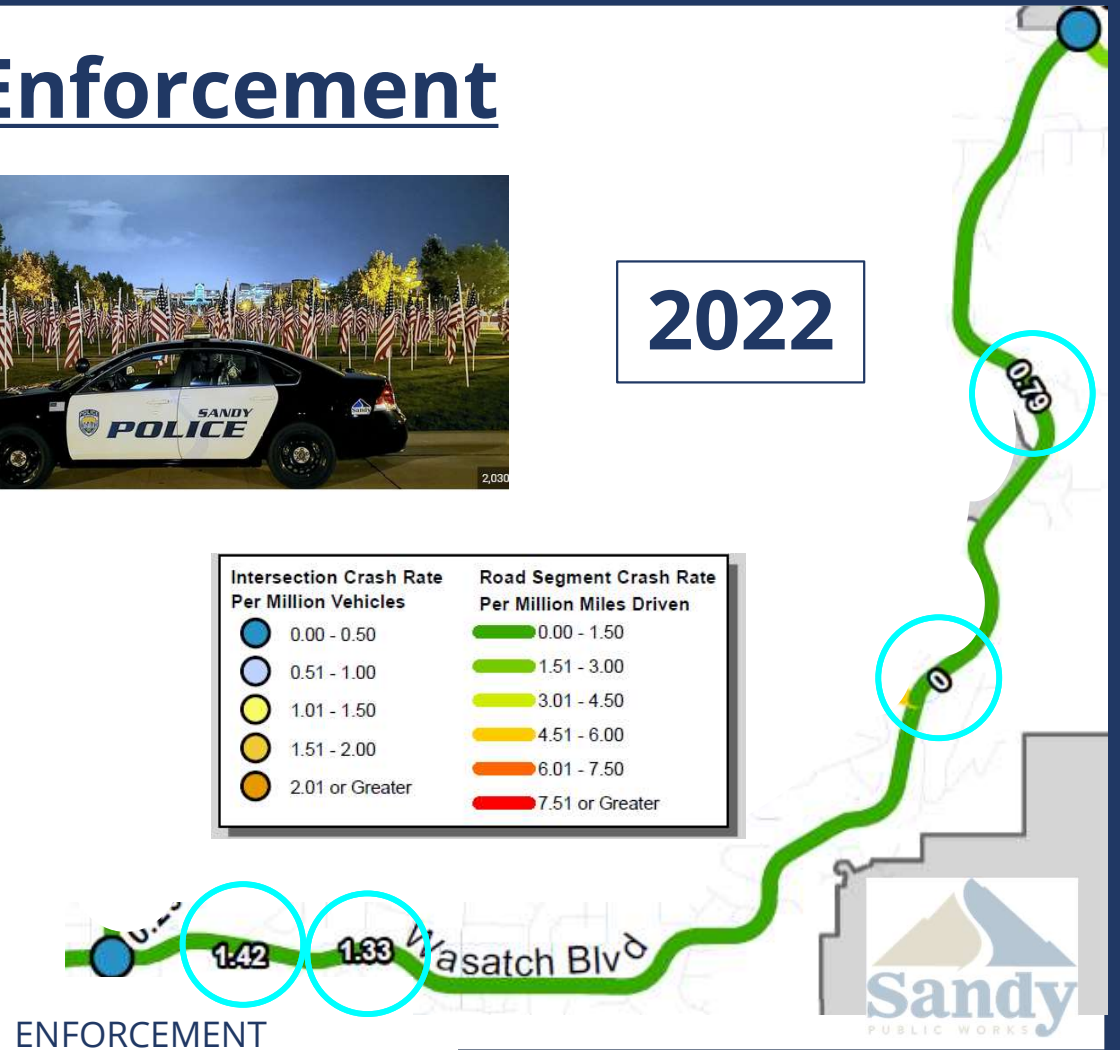 Enforcement
2022
SANDY
POLICE
POLICE
Sandy
2,030
0.79
0
Intersection Crash Rate
Per Million Vehicles
0.00 - 0.50
0.51 - 1.00
1.01 - 1.50
1.51 - 2.00
2.01 or Greater
Road Segment Crash Rate
Per Million Miles Driven
0.00 - 1.50
1.51 - 3.00
3.01 - 4.50
4.51 - 6.00
6.01 - 7.50
7.51 or Greater
1.42
1.33
Wasatch Blvd
Sandy
PUBLIC WORKS
ENFORCEMENT